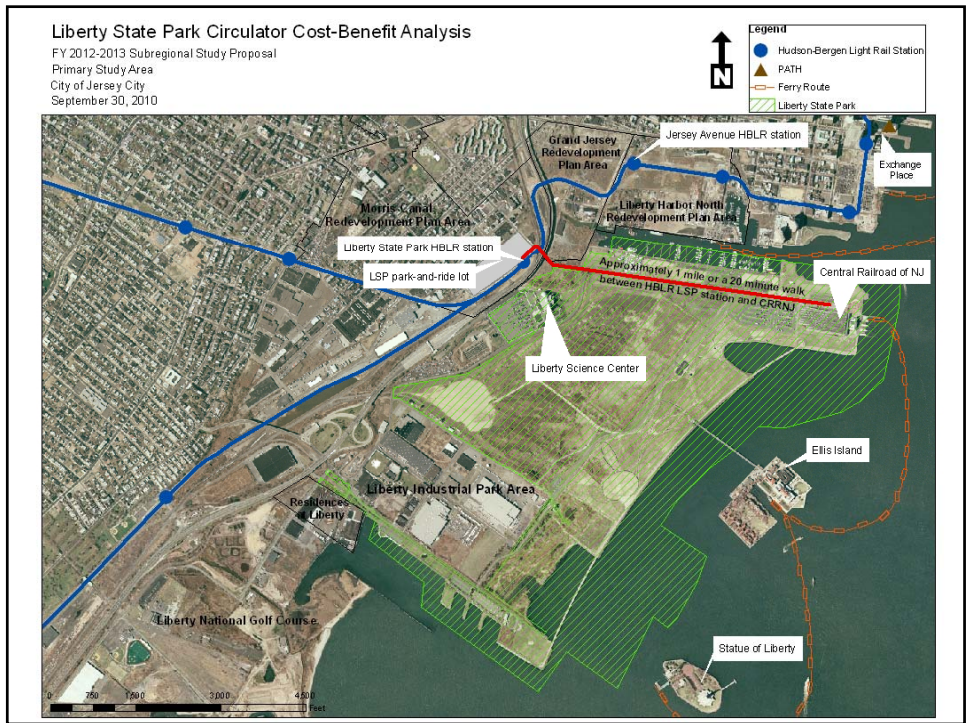 Liberty State Park Circulator Cost-Benefit Analysis
FY 2012-2013 Subregional Study Proposal
Primary Study Area
City of Jersey City
September 30, 2010
N
Legend
Hudson-Bergen Light Rail Station
PATH
Ferry Route
Liberty State Park
Jersey Avenue HBLR station
Grand Jersey
Redevelopment
Plan Area
Exchange
Place
Morris Canal
Redevelopment Plan Area
Liberty Harbor North
Redevelopment Plan Area
Liberty State Park HBLR station
LSP park-and-ride lot
Approximately 1 mile or a 20 minute walk
between HBLR LSP station and CRRNJ
Central Railroad of NJ
Liberty Science Center
Ellis Island
Liberty Industrial Park Area
Residences
at Liberty
Liberty National Golf Course
Statue of Liberty
0 750 1,500 3,000 4,500
Feet